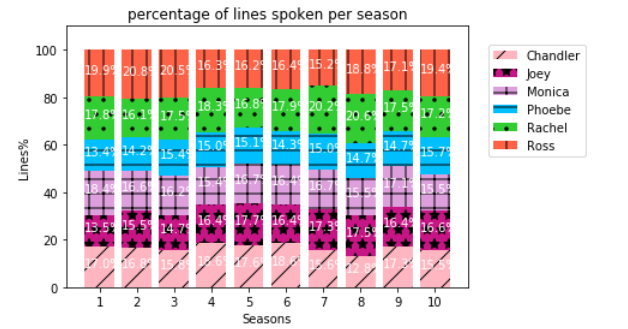 percentage of lines spoken per season
100
80
60
40
20
0
Lines%
19.9% 20.8% 20.5% 16.3% 16.2% 16.4% 15.2% 18.8% 17.1% 19.4%
17.8% 16.1% 17.5% 18.3% 16.8% 17.9% 20.2% 20.6% 17.5% 17.2%
13.4% 14.2% 15.4% 15.0% 15.1% 14.3% 15.0% 14.7% 14.7% 15.7%
18.4% 16.6% 16.2% 15.4% 16.7% 16.4% 16.7% 15.5% 17.1% 15.5%
13.5% 15.5% 14.7% 16.4% 17.7% 16.4% 17.3% 17.5% 16.4% 16.6%
17.0% 16.8% 15.8% 18.6% 17.6% 18.6% 15.6% 12.8% 17.3% 15.5%
1 2 3 4 5 6 7 8 9 10
Seasons
Chandler
Joey
Monica
Phoebe
Rachel
Ross